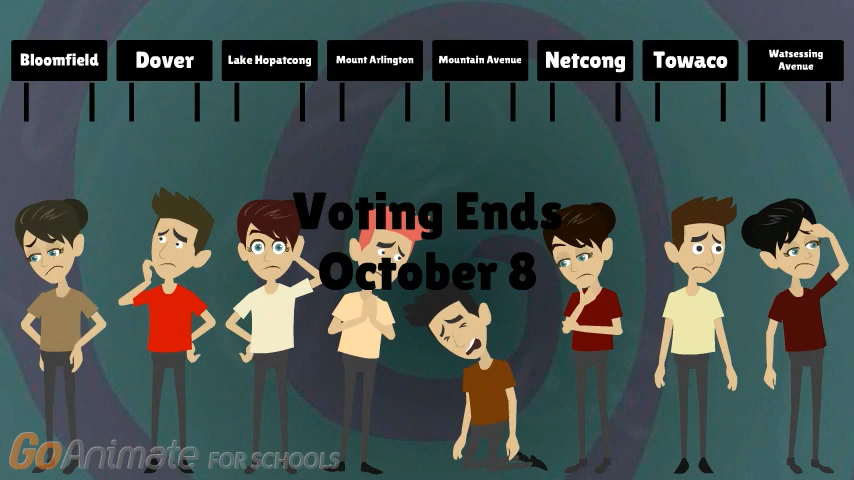 Bloomfield
Dover
Lake Hopatcong
Mount Arlington
Mountain Avenue
Netcong
Towaco
Watsessing
Avenue
Voting Ends
October 8
GoAnimate FOR SCHOOLS